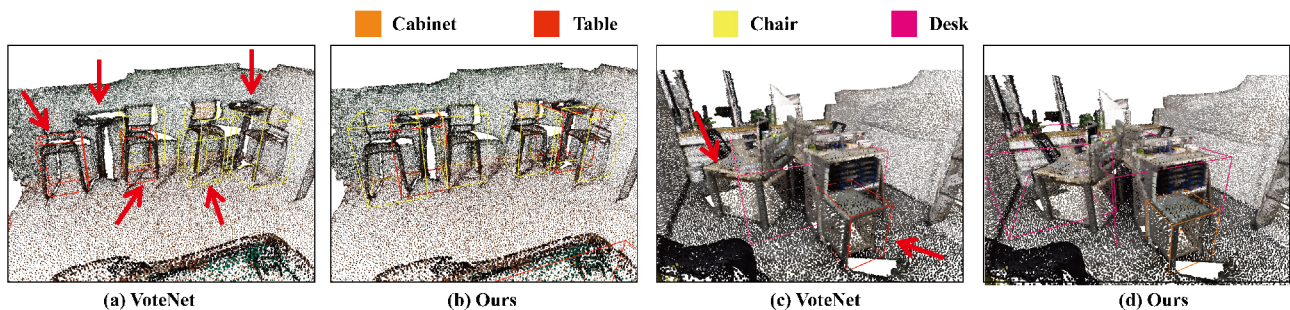 Cabinet Table Chair Desk
(a) VoteNet (b) Ours (c) VoteNet (d) Ours